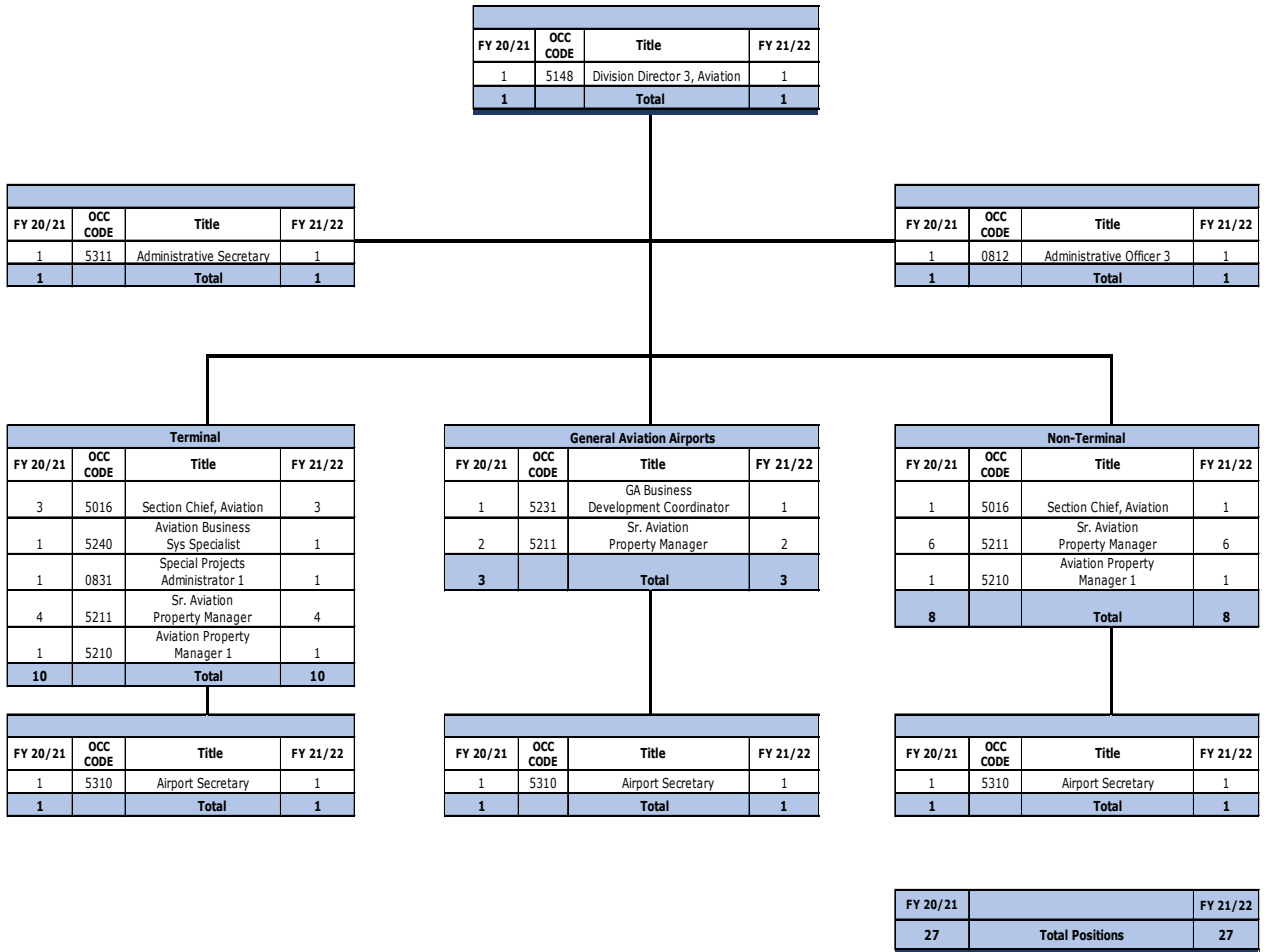 FY 20/21 OCC CODE Title FY 21/22
1 5148 Division Director 3, Aviation 1
1 Total 1
FY 20/21 OCC CODE Title FY 21/22
1 5311 Administrative Secretary 1
1 Total 1
FY 20/21 OCC CODE Title FY 21/22
1 0812 Administrative Officer 3 1
1 Total 1
Terminal
FY 20/21 OCC CODE Title FY 21/22
3 5016 Section Chief, Aviation 3
Aviation Business
1 5240 Sys Specialist 1
Special Projects
1 0831 Administrator 1 1
Sr. Aviation
4 5211 Property Manager 4
Aviation Property
1 5210 Manager 1 1
10 Total 10
FY 20/21 OCC CODE Title FY 21/22
1 5310 Airport Secretary 1
1 Total 1
General Aviation Airports
FY 20/21 OCC CODE Title FY 21/22
GA Business
1 5231 Development Coordinator 1
Sr. Aviation
2 5211 Property Manager 2
3 Total 3
FY 20/21 OCC CODE Title FY 21/22
1 5310 Airport Secretary 1
1 Total 1
Non-Terminal
FY 20/21 OCC CODE Title FY 21/22
1 5016 Section Chief, Aviation 1
Sr. Aviation
6 5211 Property Manager 6
Aviation Property
1 5210 Manager 1 1
8 Total 8
FY 20/21 OCC CODE Title FY 21/22
1 5310 Airport Secretary 1
1 Total 1
FY 20/21 FY 21/22
27 Total Positions 27